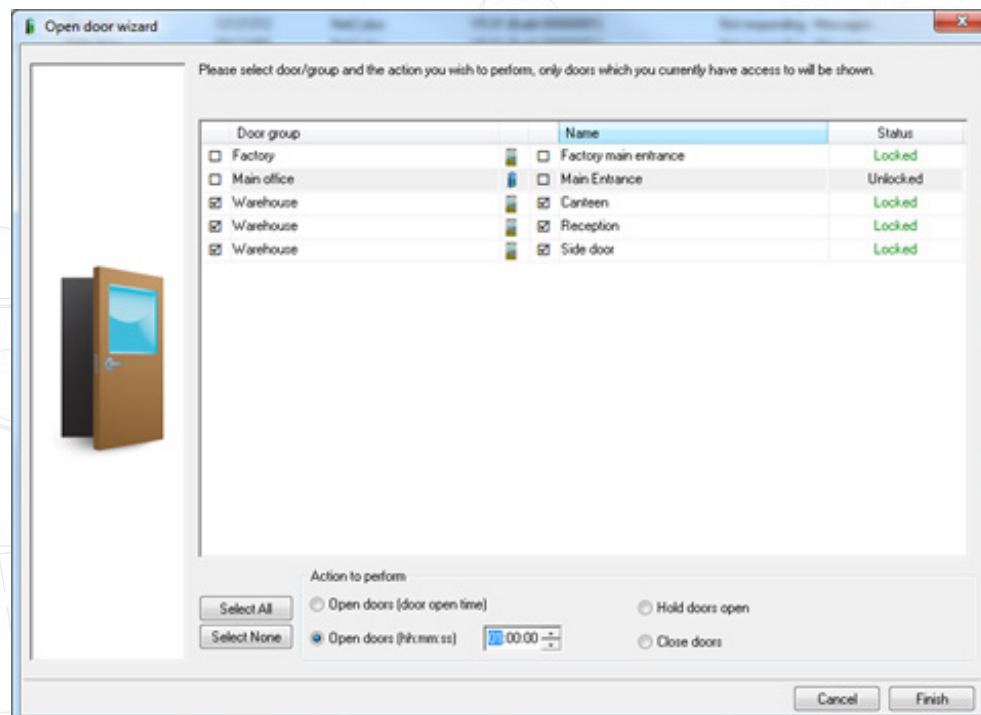 Open door wizard
Please select door/group and the action you wish to perform, only doors which you currently have access to will be shown.
Door group Name Status
Factory Factory main entrance Locked
Main office Main Entrance Unlocked
Warehouse Canteen Locked
Warehouse Reception Locked
Warehouse Side door Locked
Action to perform
Select All Open doors (door open time) Hold doors open
Select None Open doors (hh:mm:ss) :00:00 Close doors
Cancel Finish